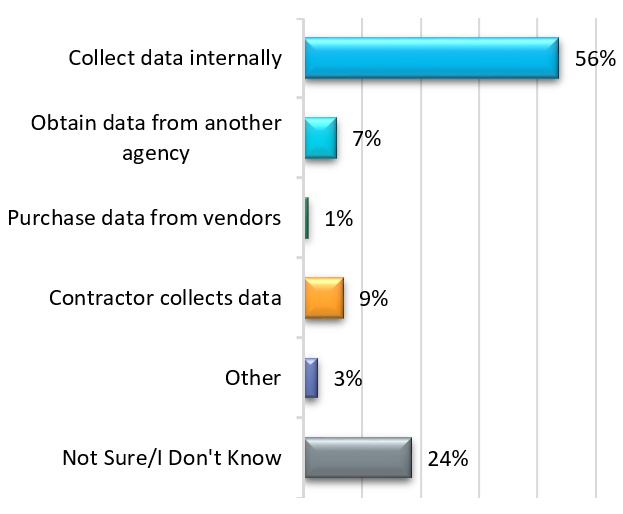 Collect data internally
56%
Obtain data from another
agency
7%
Purchase data from vendors
1%
Contractor collects data
9%
Other
3%
Not Sure/I Don't Know
24%